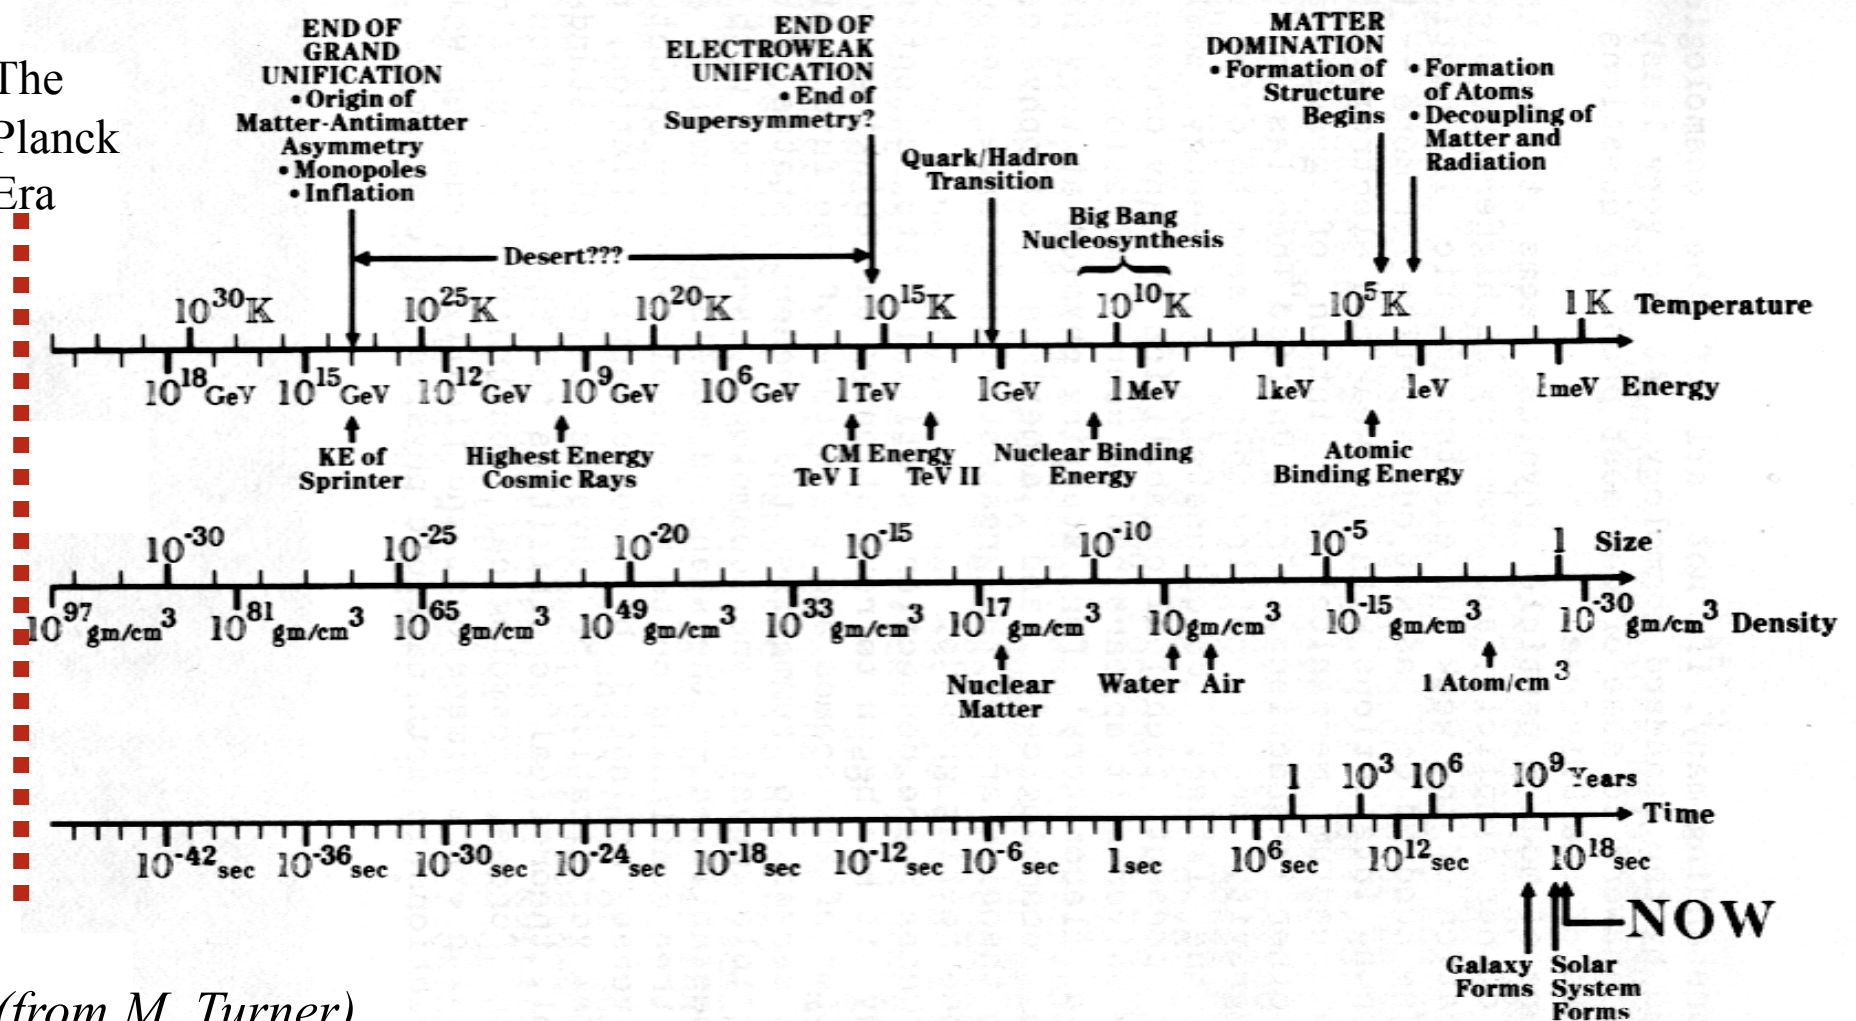 The
Planck
Era
END OF
GRAND
UNIFICATION
• Origin of
Matter-Antimatter
Asymmetry
• Monopoles
• Inflation
END OF
ELECTROWEAK
UNIFICATION
• End of
Supersymmetry?
Quark/Hadron
Transition
Big Bang
Nucleosynthesis
MATTER
DOMINATION
• Formation of
Structure
Begins
• Formation
of Atoms
• Decoupling of
Matter and
Radiation
Desert???
10³⁰K 10²⁵K 10²⁰K 10¹⁵K 10¹⁰K 10⁵K 1K Temperature
10¹⁸GeV 10¹⁵GeV 10¹²GeV 10⁹GeV 10⁶GeV 1TeV 1GeV 1MeV 1keV 1eV 1meV Energy
KE of
Sprinter
Highest Energy
Cosmic Rays
CM Energy
TeV I TeV II
Nuclear Binding
Energy
Atomic
Binding Energy
10⁻³⁰ 10⁻²⁵ 10⁻²⁰ 10⁻¹⁵ 10⁻¹⁰ 10⁻⁵ 1 Size
10⁹⁷gm/cm³ 10⁸¹gm/cm³ 10⁶⁵gm/cm³ 10⁴⁹gm/cm³ 10³³gm/cm³ 10¹⁷gm/cm³ 10gm/cm³ 10⁻¹⁵gm/cm³ 10⁻³⁰gm/cm³ Density
Nuclear
Matter
Water Air
1 Atom/cm³
1 10³ 10⁶ 10⁹ Years
Time
10⁻⁴²sec 10⁻³⁶sec 10⁻³⁰sec 10⁻²⁴sec 10⁻¹⁸sec 10⁻¹²sec 10⁻⁶sec 1sec 10⁶sec 10¹²sec 10¹⁸sec
NOW
Galaxy
Forms
Solar
System
Forms
(from M. Turner)